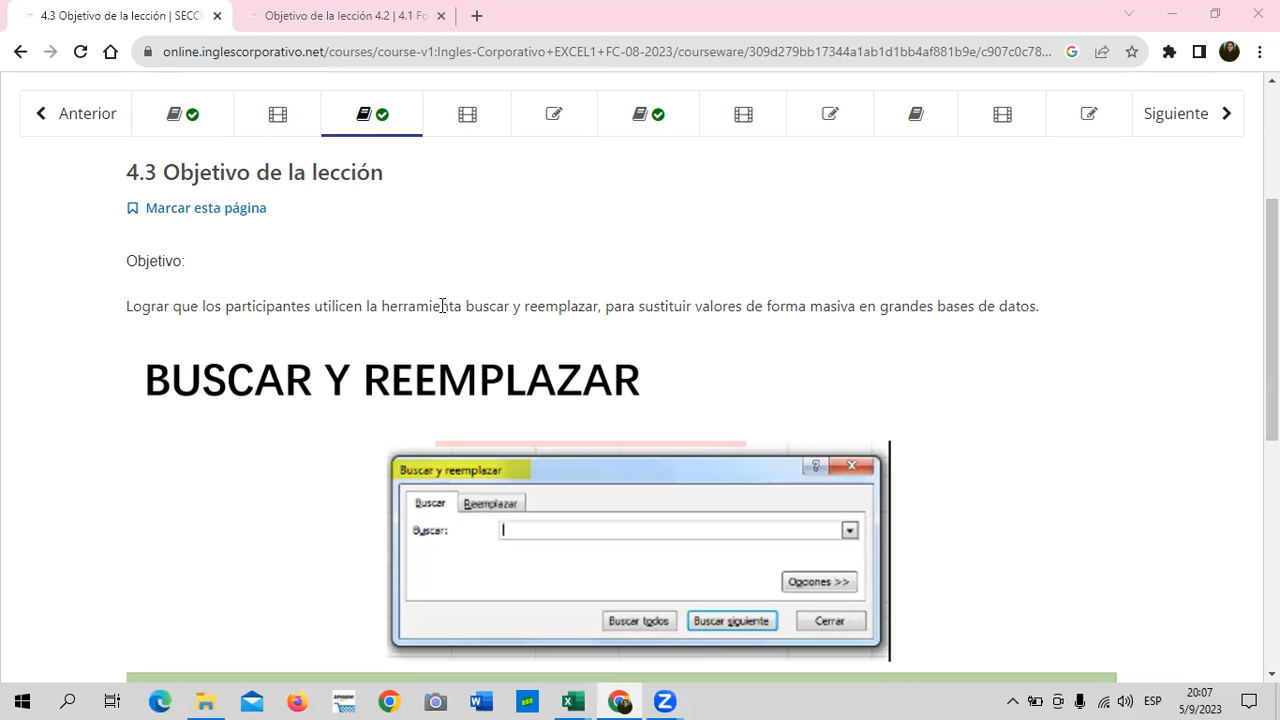 4.3 Objetivo de la lección | SECCI
Objetivo de la lección 4.2 | 4.1 Fo
online.inglescorporativo.net/courses/course-v1:Ingles-Corporativo+EXCEL1+FC-08-2023/courseware/309d279bb17344a1ab1d1bb4af881b9e/c907c0c78...
Anterior
Siguiente
4.3 Objetivo de la lección
Marcar esta página
Objetivo:
Lograr que los participantes utilicen la herramienta buscar y reemplazar, para sustituir valores de forma masiva en grandes bases de datos.
BUSCAR Y REEMPLAZAR
Buscar y reemplazar
Buscar Reemplazar
Buscar:
Opciones >>
Buscar todos Buscar siguiente Cerrar
amazon
ESP
20:07
5/9/2023